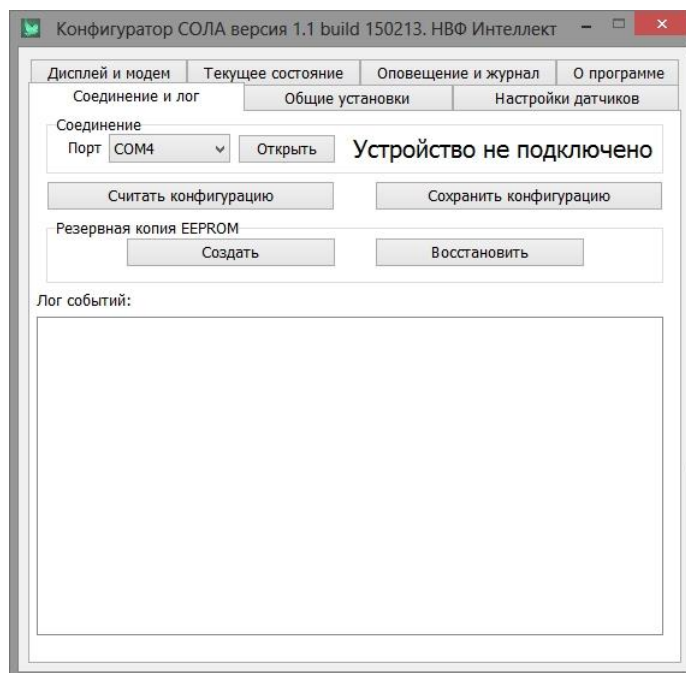 Конфигуратор СОЛА версия 1.1 build 150213. НВФ Интеллект
Дисплей и модем Текущее состояние Оповещение и журнал О программе
Соединение и лог Общие установки Настройки датчиков
Соединение
Порт COM4 Открыть Устройство не подключено
Считать конфигурацию Сохранить конфигурацию
Резервная копия EEPROM
Создать Восстановить
Лог событий: